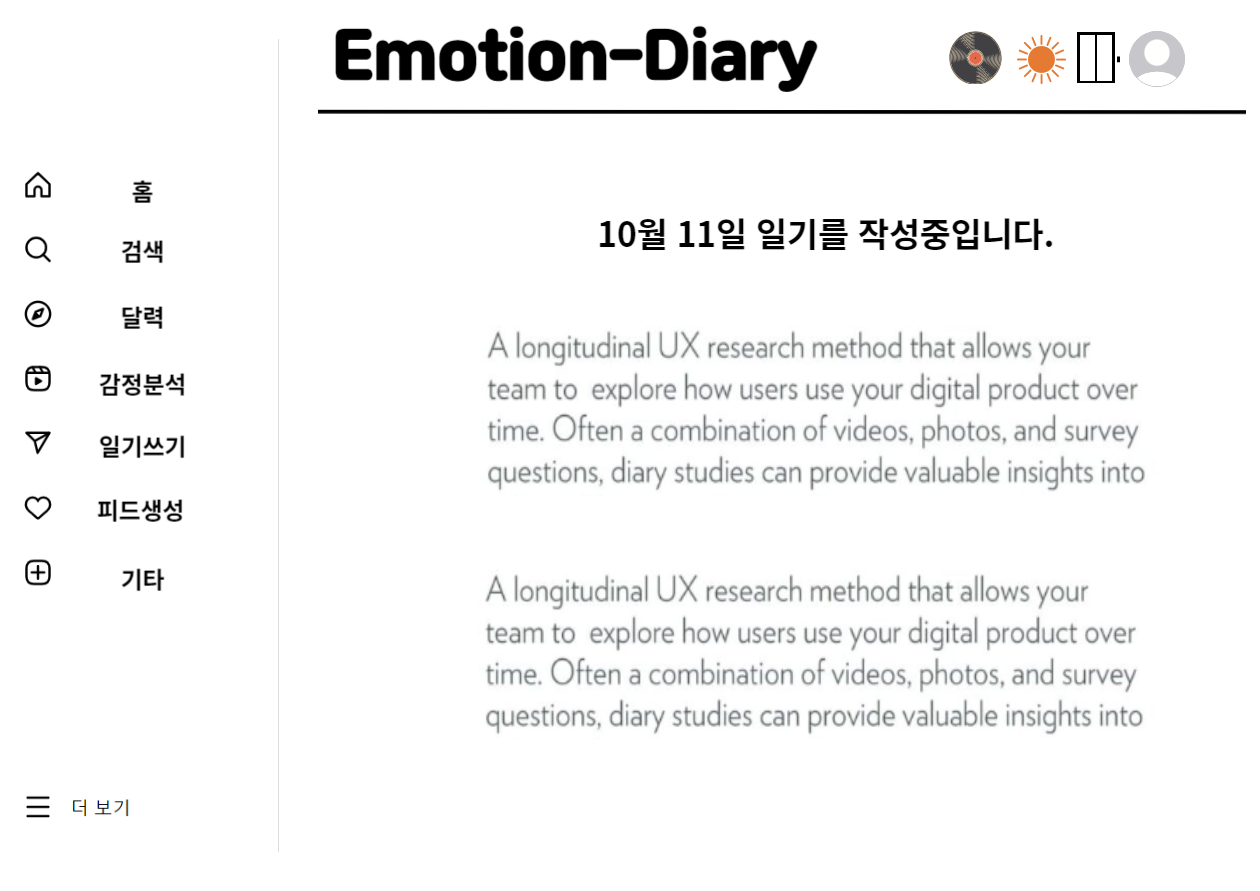 Emotion-Diary
홈
검색
달력
감정분석
일기쓰기
피드생성
기타
더 보기
10월 11일 일기를 작성중입니다.
A longitudinal UX research method that allows your
team to explore how users use your digital product over
time. Often a combination of videos, photos, and survey
questions, diary studies can provide valuable insights into
A longitudinal UX research method that allows your
team to explore how users use your digital product over
time. Often a combination of videos, photos, and survey
questions, diary studies can provide valuable insights into